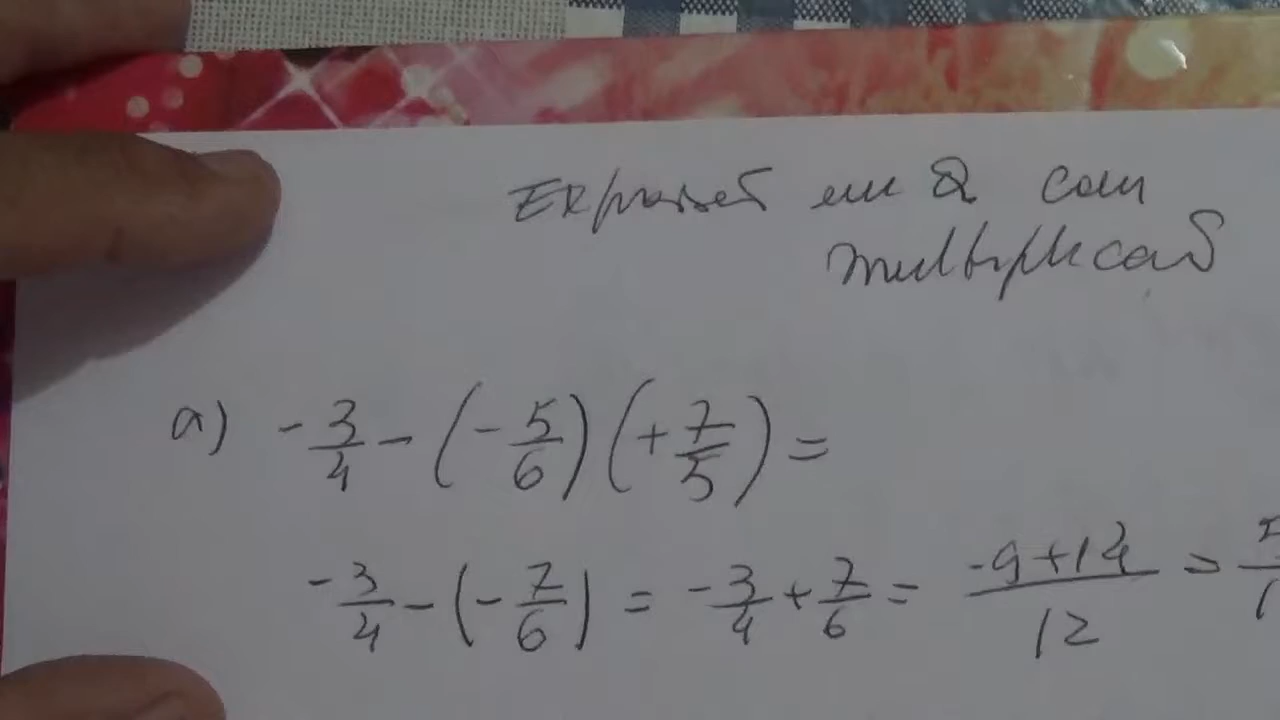 Expressões em Q com
multiplicação
a) -3/4 - (-5/6)(+7/5) =
-3/4 - (-7/6) = -3/4 + 7/6 = -9+14/12 =